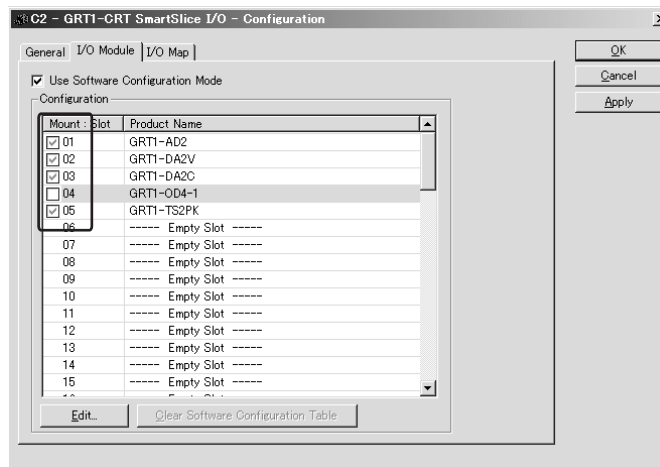 C2 - GRT1-CRT SmartSlice I/O - Configuration
General I/O Module I/O Map
OK
Cancel
Apply
Use Software Configuration Mode
Configuration
Mount : Slot Product Name
01 GRT1-AD2
02 GRT1-DA2V
03 GRT1-DA2C
04 GRT1-OD4-1
05 GRT1-TS2PK
06 ----- Empty Slot -----
07 ----- Empty Slot -----
08 ----- Empty Slot -----
09 ----- Empty Slot -----
10 ----- Empty Slot -----
11 ----- Empty Slot -----
12 ----- Empty Slot -----
13 ----- Empty Slot -----
14 ----- Empty Slot -----
15 ----- Empty Slot -----
Edit... Clear Software Configuration Table